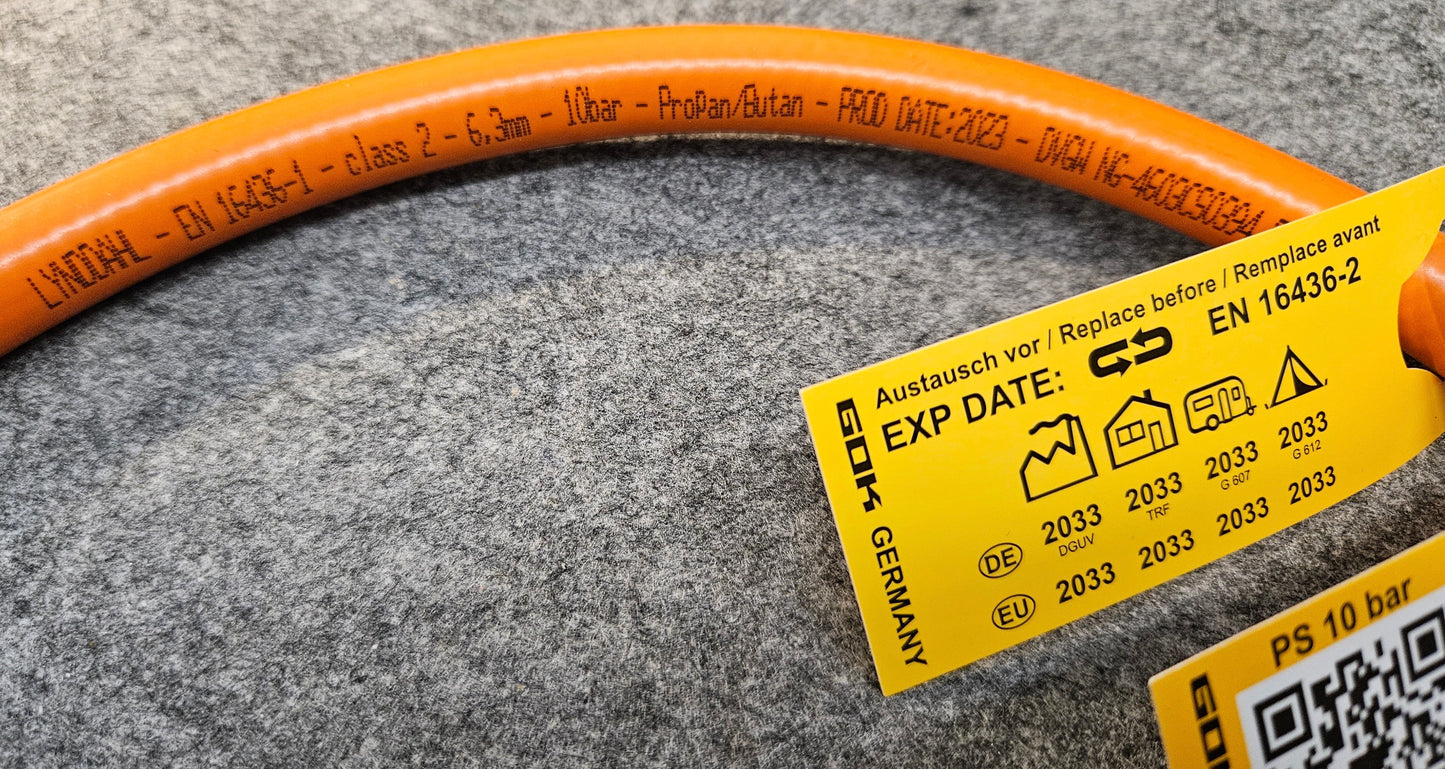 LYNDDAHL - EN 16436-1 - class 2 - 6,3mm - 10bar - Propan/Butan - PROD DATE:2023 - DVGW NG-4603CS0394
Austausch vor / Replace before / Remplace avant
EXP DATE: EN 16436-2
GOK GERMANY
DE 2033 2033 2033 2033
DGUV TRF G 607 G 612
EU 2033 2033 2033 2033
PS 10 bar
GOK